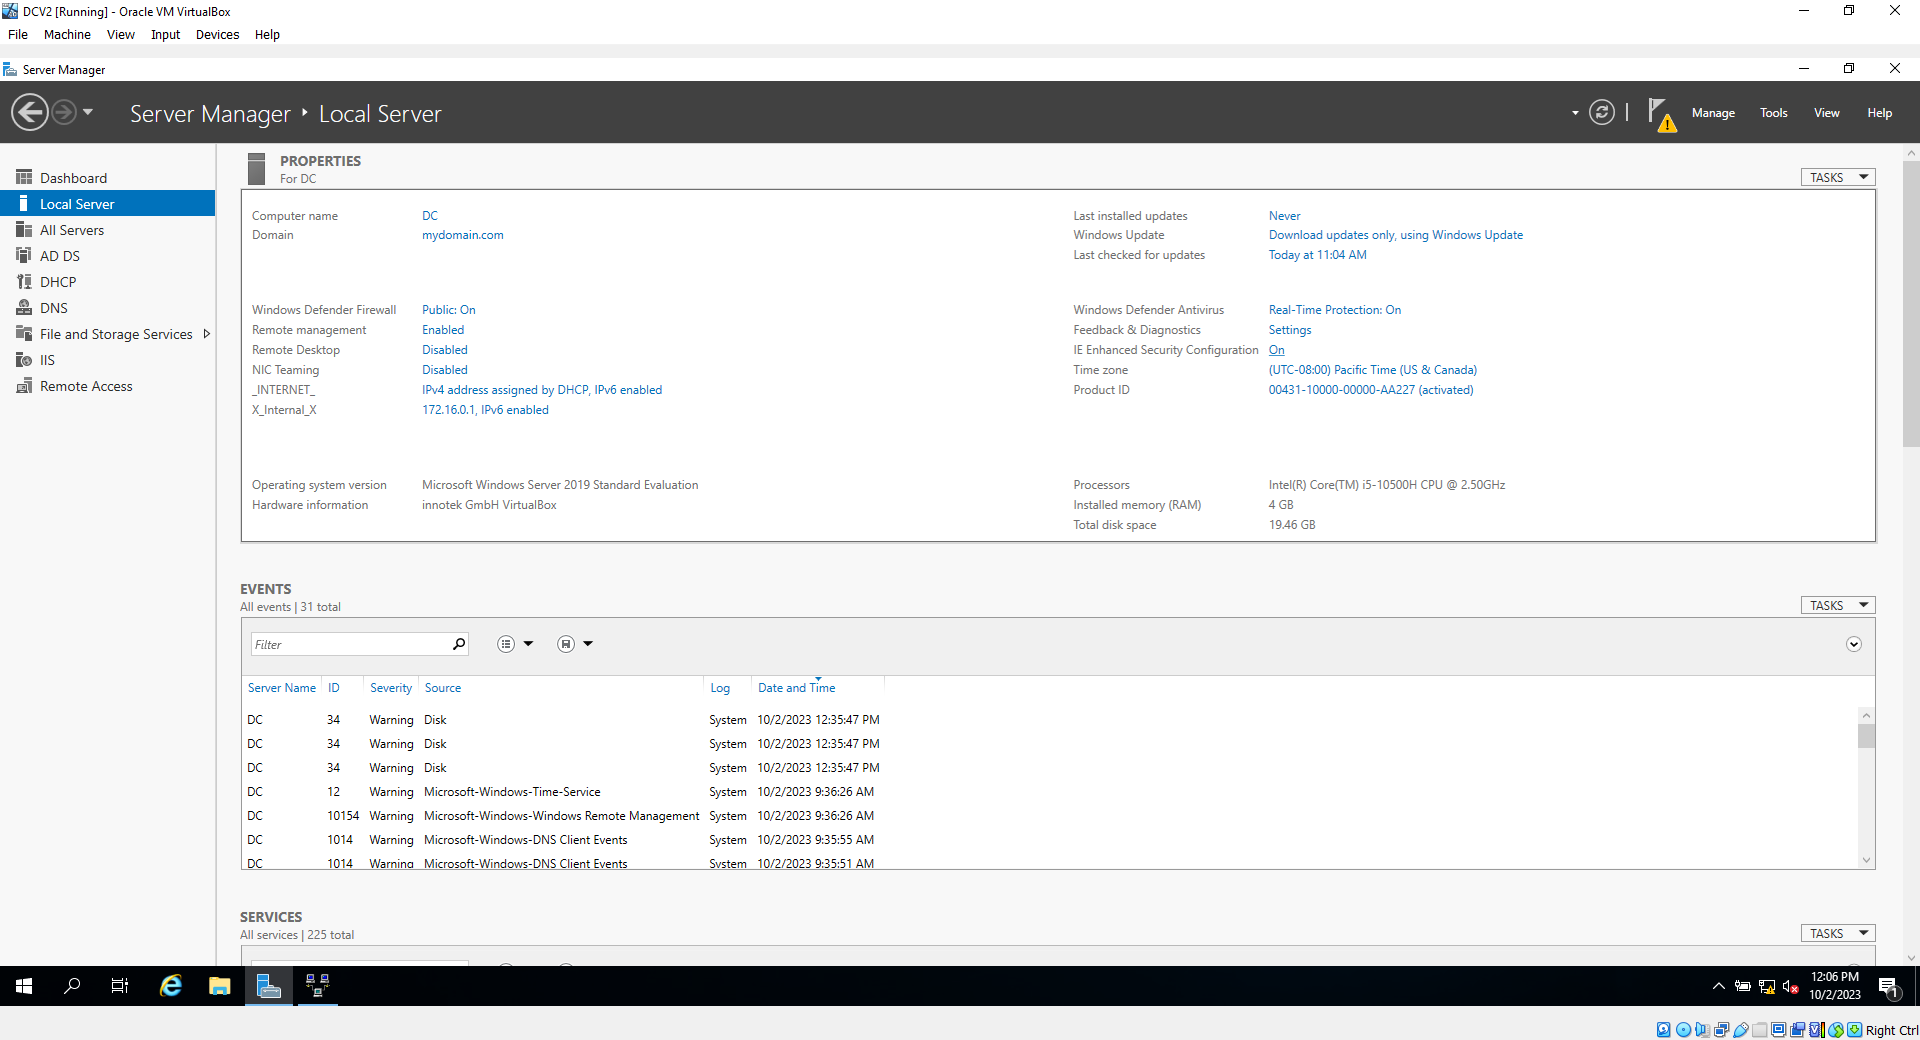 DCV2 [Running] - Oracle VM VirtualBox
File Machine View Input Devices Help
Server Manager
Server Manager Local Server
Manage Tools View Help
Dashboard
Local Server
All Servers
AD DS
DHCP
DNS
File and Storage Services
IIS
Remote Access
PROPERTIES
For DC
TASKS
Computer name DC
Domain mydomain.com
Last installed updates Never
Windows Update Download updates only, using Windows Update
Last checked for updates Today at 11:04 AM
Windows Defender Firewall Public: On
Remote management Enabled
Remote Desktop Disabled
NIC Teaming Disabled
_INTERNET_ IPv4 address assigned by DHCP, IPv6 enabled
X_Internal_X 172.16.0.1, IPv6 enabled
Windows Defender Antivirus Real-Time Protection: On
Feedback & Diagnostics Settings
IE Enhanced Security Configuration On
Time zone (UTC-08:00) Pacific Time (US & Canada)
Product ID 00431-10000-00000-AA227 (activated)
Operating system version Microsoft Windows Server 2019 Standard Evaluation
Hardware information innotek GmbH VirtualBox
Processors Intel(R) Core(TM) i5-10500H CPU @ 2.50GHz
Installed memory (RAM) 4 GB
Total disk space 19.46 GB
EVENTS
All events | 31 total
TASKS
Filter
Server Name ID Severity Source Log Date and Time
DC 34 Warning Disk System 10/2/2023 12:35:47 PM
DC 34 Warning Disk System 10/2/2023 12:35:47 PM
DC 34 Warning Disk System 10/2/2023 12:35:47 PM
DC 12 Warning Microsoft-Windows-Time-Service System 10/2/2023 9:36:26 AM
DC 10154 Warning Microsoft-Windows-Windows Remote Management System 10/2/2023 9:36:26 AM
DC 1014 Warning Microsoft-Windows-DNS Client Events System 10/2/2023 9:35:55 AM
DC 1014 Warning Microsoft-Windows-DNS Client Events System 10/2/2023 9:35:51 AM
SERVICES
All services | 225 total
TASKS
12:06 PM
10/2/2023
1
Right Ctrl